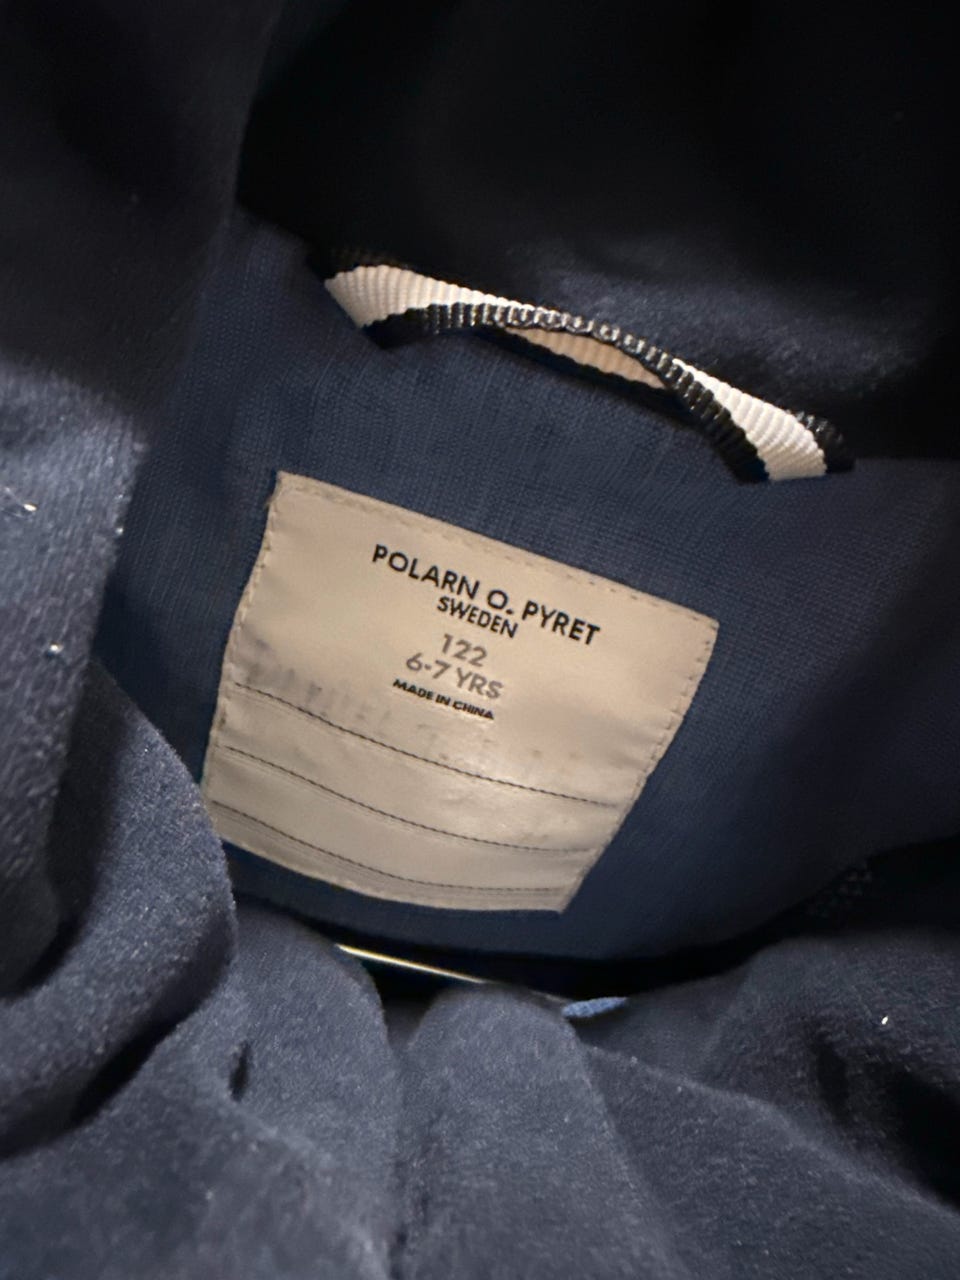 POLARN O. PYRET
SWEDEN
122
6-7 YRS
MADE IN CHINA